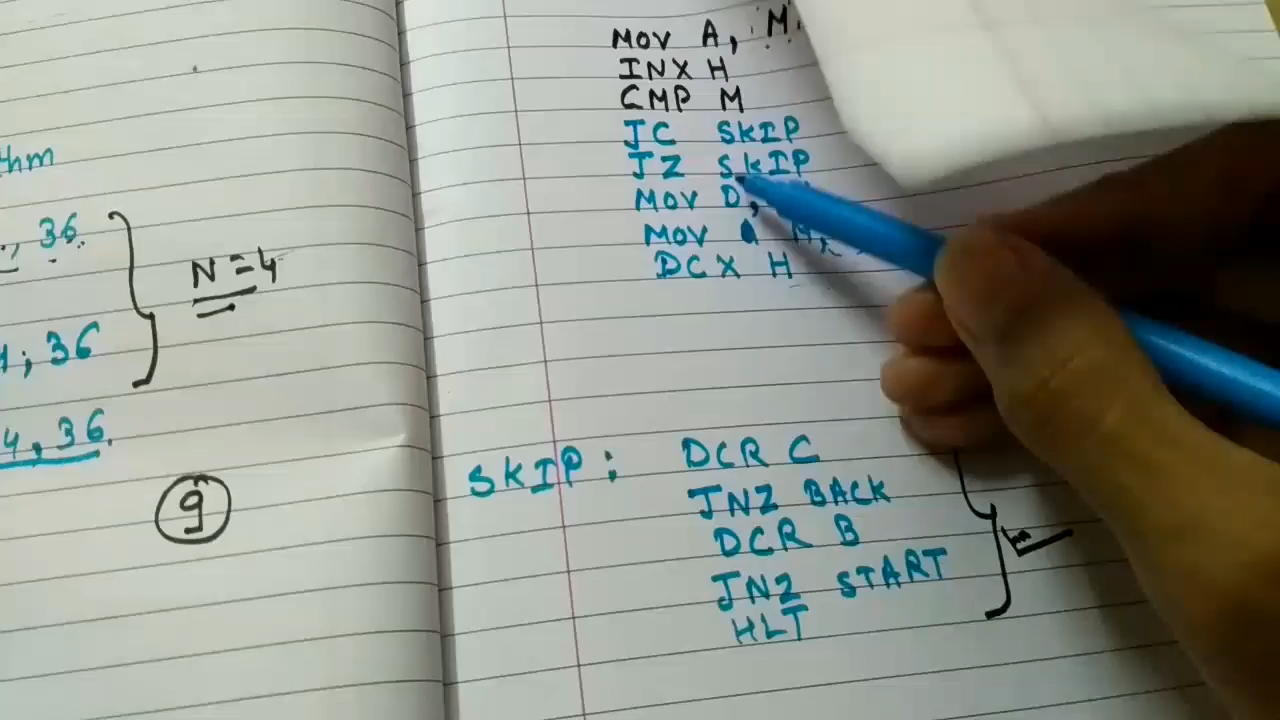 thm
36.
N=4
; 36
4, 36.
9
MOV A, M
INX H
CMP M
JC SKIP
JZ SKIP
MOV D,
MOV M,
DCX H
SKIP: DCR C
JNZ BACK
DCR B
JNZ START
HLT